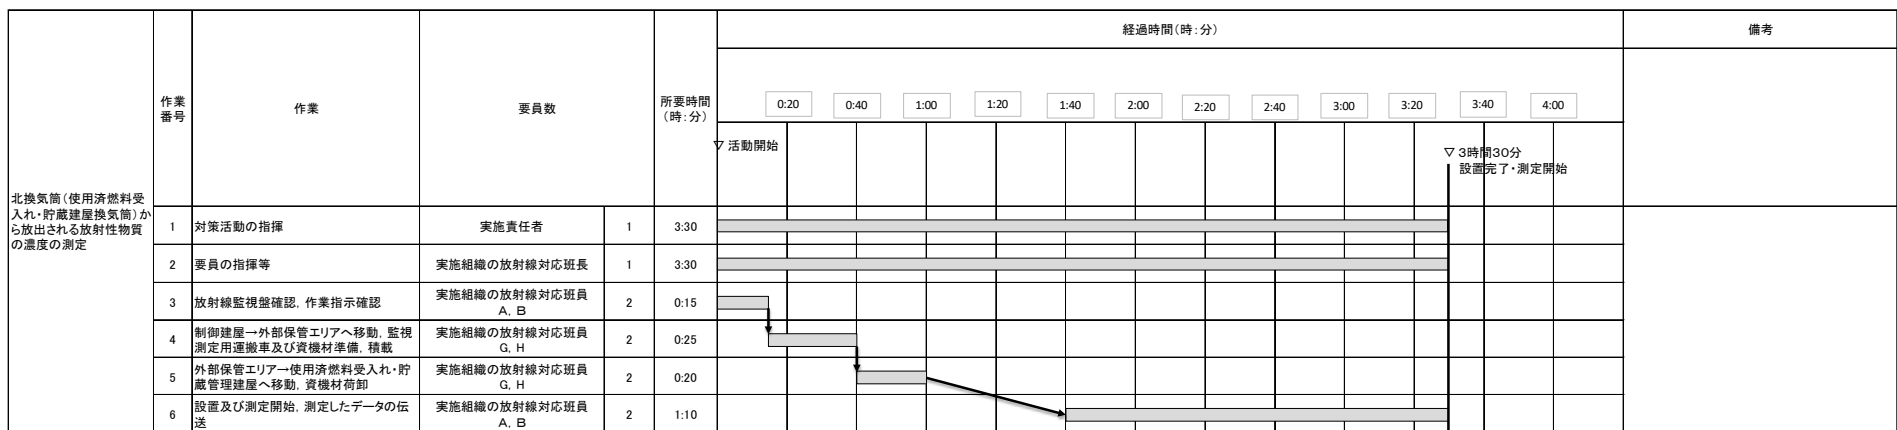 経過時間(時:分)
備考
作業
番号
作業
要員数
所要時間
(時:分)
0:20
0:40
1:00
1:20
1:40
2:00
2:20
2:40
3:00
3:20
3:40
4:00
▽ 活動開始
▽ 3時間30分
設置完了・測定開始
北換気筒(使用済燃料受
入れ・貯蔵建屋換気筒)か
ら放出される放射性物質
の濃度の測定
1 対策活動の指揮 実施責任者 1 3:30
2 要員の指揮等 実施組織の放射線対応班長 1 3:30
3 放射線監視盤確認,作業指示確認 実施組織の放射線対応班員
A,B 2 0:15
4 制御建屋→外部保管エリアへ移動,監視
測定用運搬車及び資機材準備,積載 実施組織の放射線対応班員
G,H 2 0:25
5 外部保管エリア→使用済燃料受入れ・貯
蔵管理建屋へ移動,資機材荷卸 実施組織の放射線対応班員
G,H 2 0:20
6 設置及び測定開始,測定したデータの伝
送 実施組織の放射線対応班員
A,B 2 1:10